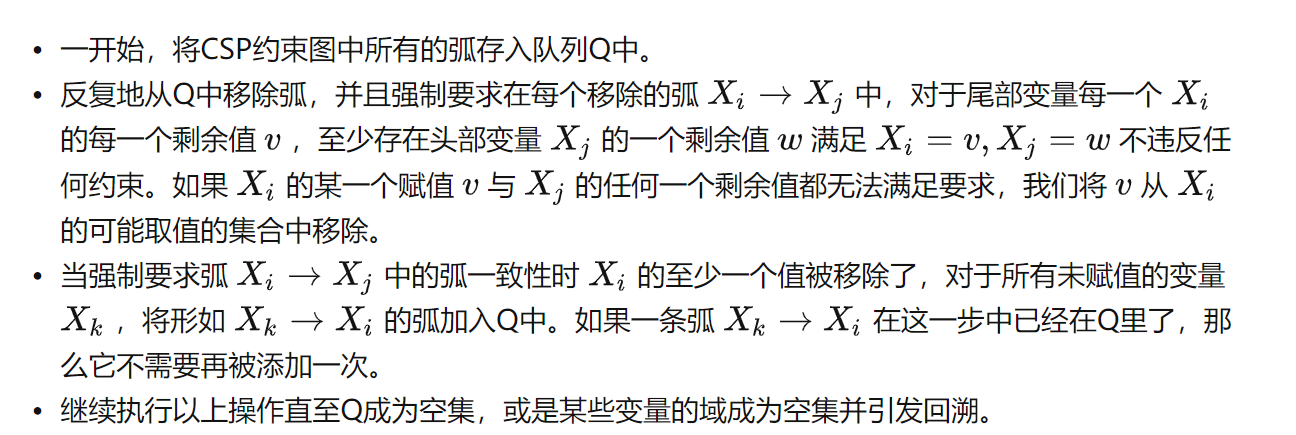 • 一开始，将CSP约束图中所有的弧存入队列Q中。
• 反复地从Q中移除弧，并且强制要求在每个移除的弧 $X_i \to X_j$ 中，对于尾部变量每一个 $X_i$
的每一个剩余值 $v$ ，至少存在头部变量 $X_j$ 的一个剩余值 $w$ 满足 $X_i = v, X_j = w$ 不违反任
何约束。如果 $X_i$ 的某一个赋值 $v$ 与 $X_j$ 的任何一个剩余值都无法满足要求，我们将 $v$ 从 $X_i$
的可能取值的集合中移除。
• 当强制要求弧 $X_i \to X_j$ 中的弧一致性时 $X_i$ 的至少一个值被移除了，对于所有未赋值的变量
$X_k$ ，将形如 $X_k \to X_i$ 的弧加入Q中。如果一条弧 $X_k \to X_i$ 在这一步中已经在Q里了，那
么它不需要再被添加一次。
• 继续执行以上操作直至Q成为空集，或是某些变量的域成为空集并引发回溯。